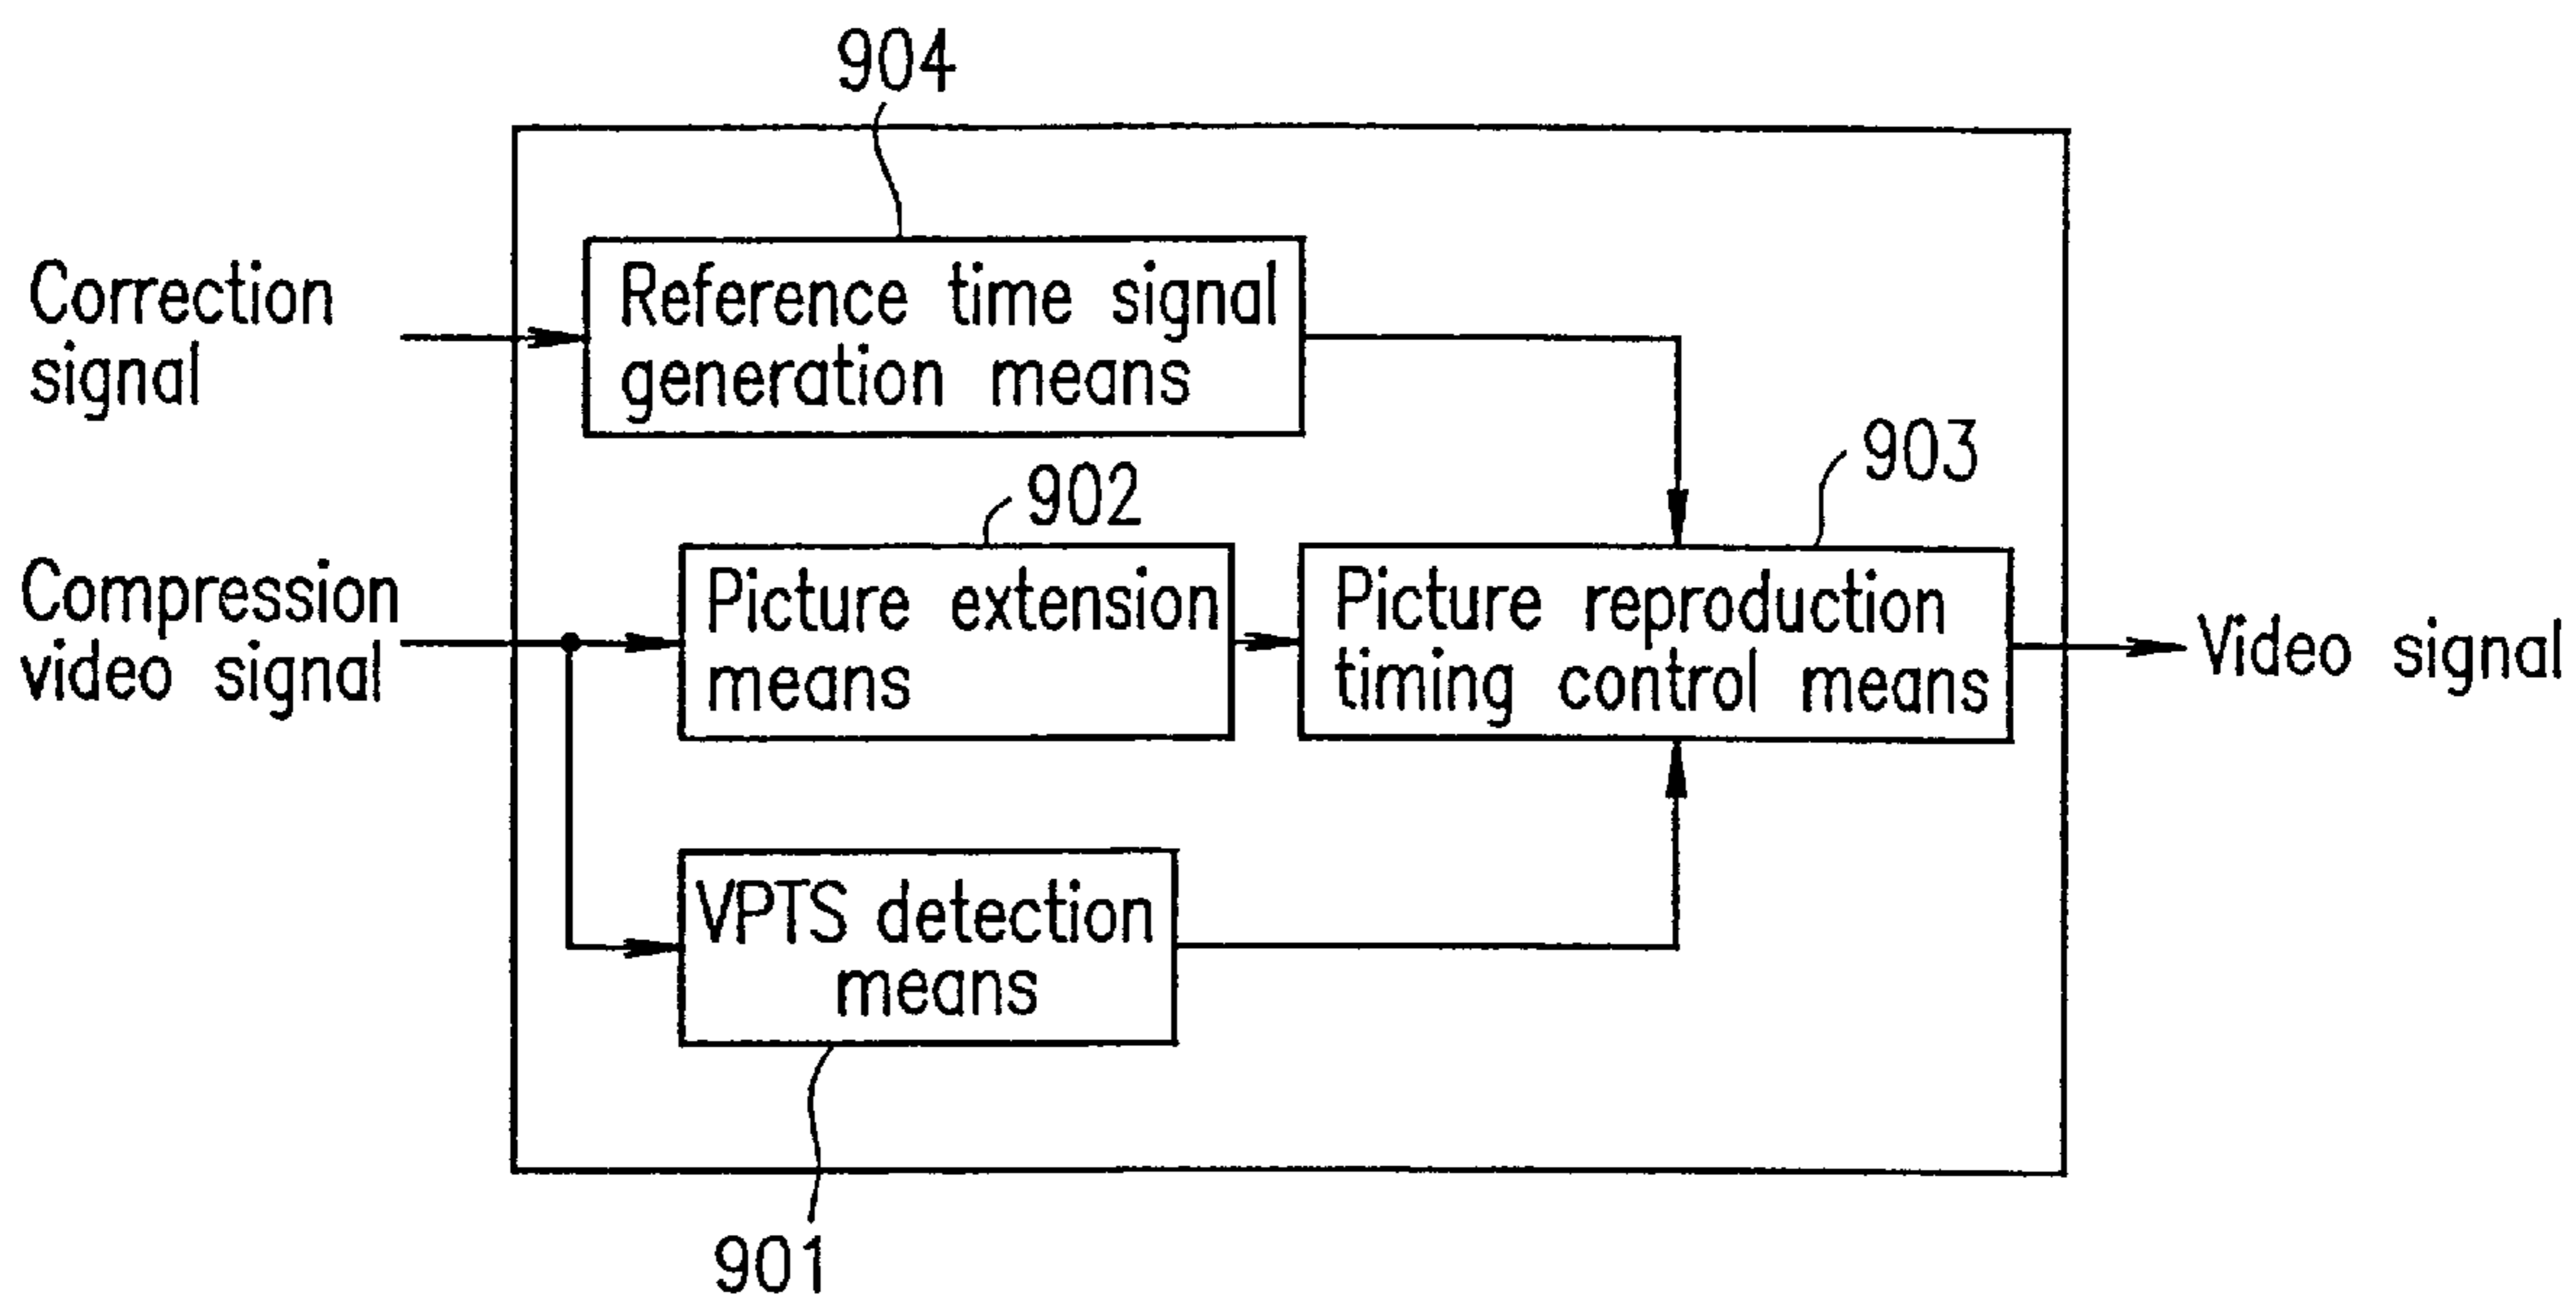 904
Correction
signal
Reference time signal
generation means
902
903
Compression
video signal
Picture extension
means
Picture reproduction
timing control means
Video signal
VPTS detection
means
901